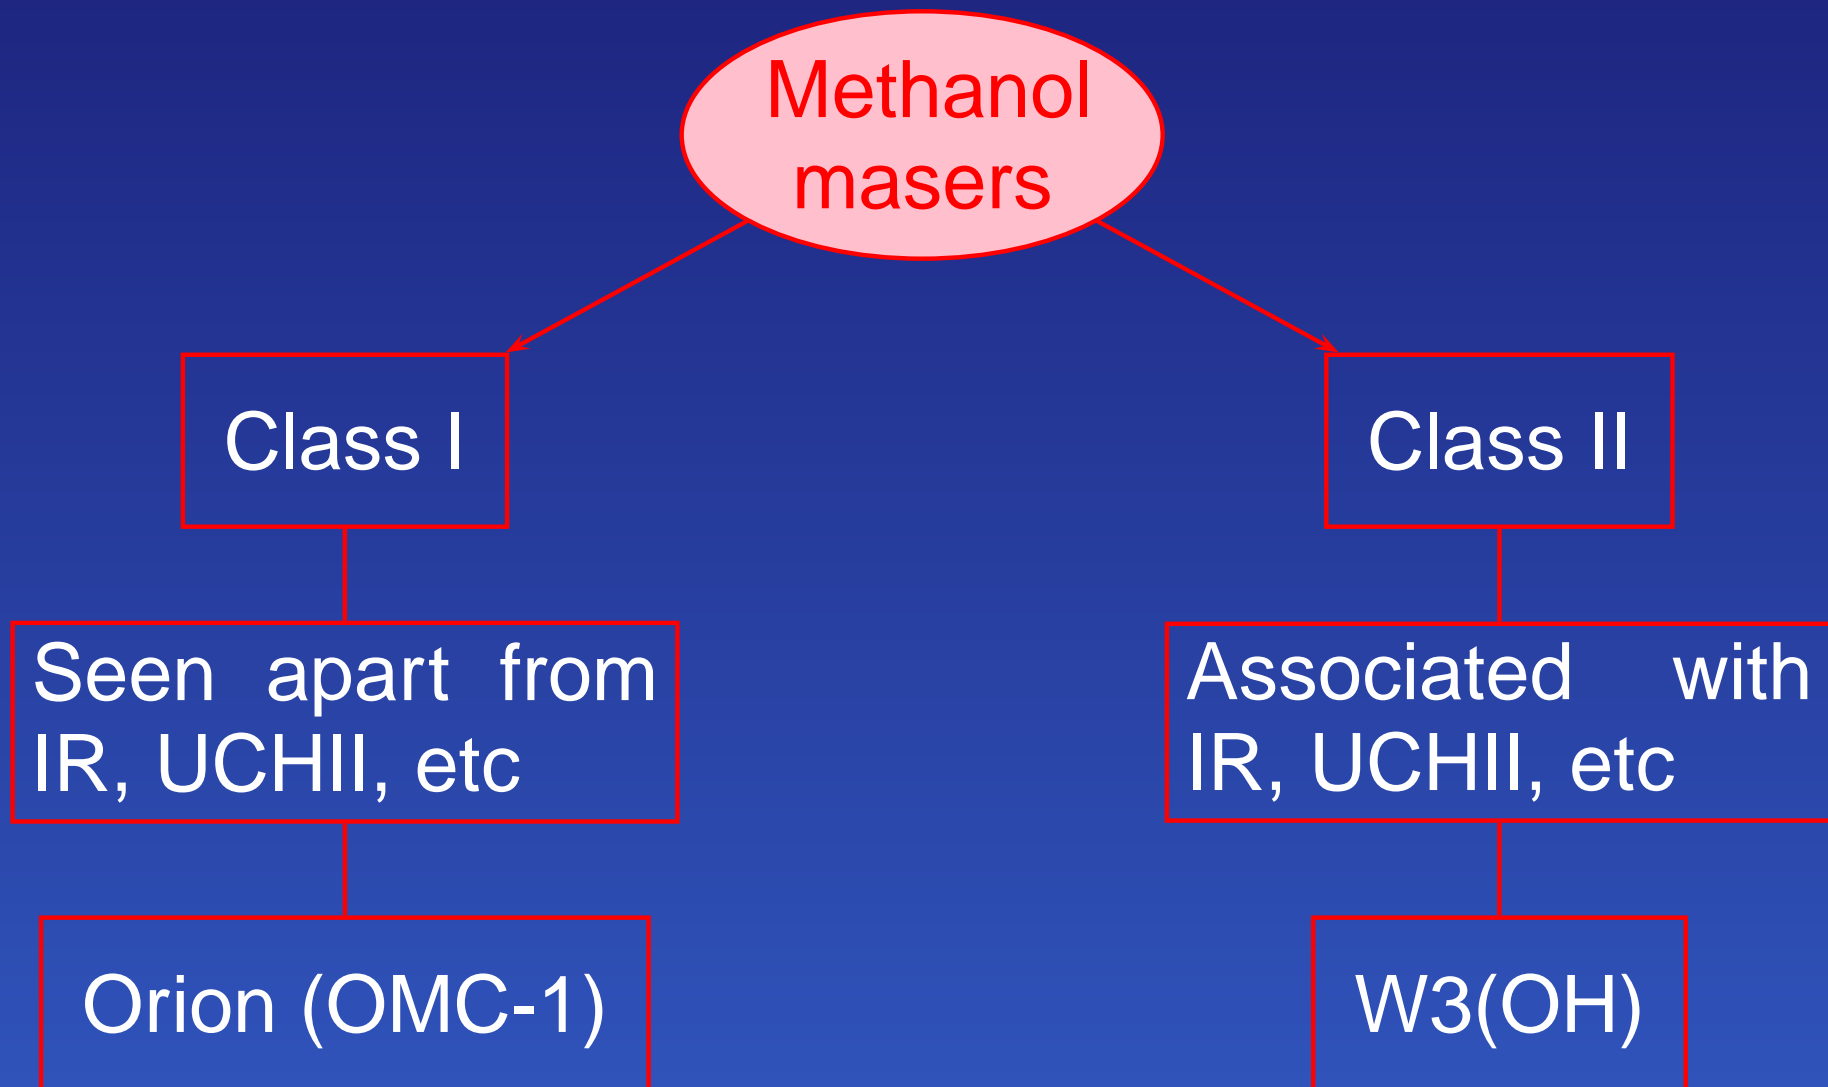 Methanol
masers
Class I
Class II
Seen apart from
IR, UCHII, etc
Associated with
IR, UCHII, etc
Orion (OMC-1)
W3(OH)